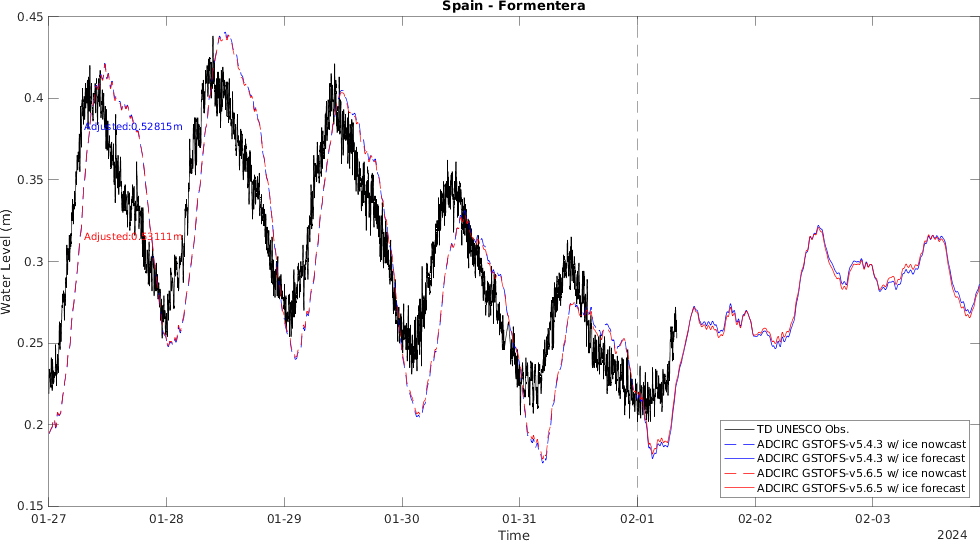 Spain - Formentera
0.45
0.4
0.35
0.3
0.25
0.2
0.15
Water Level (m)
Adjusted:0.52815m
Adjusted:0.53111m
TD UNESCO Obs.
ADCIRC GSTOFS-v5.4.3 w/ ice nowcast
ADCIRC GSTOFS-v5.4.3 w/ ice forecast
ADCIRC GSTOFS-v5.6.5 w/ ice nowcast
ADCIRC GSTOFS-v5.6.5 w/ ice forecast
01-27 01-28 01-29 01-30 01-31 02-01 02-02 02-03
Time
2024